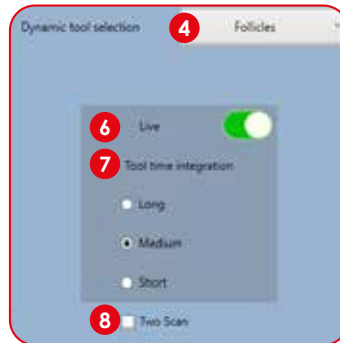 Dynamic tool selection 4 Follicles
6 Live
7 Tool time integration
Long
Medium
Short
8 Two Scan